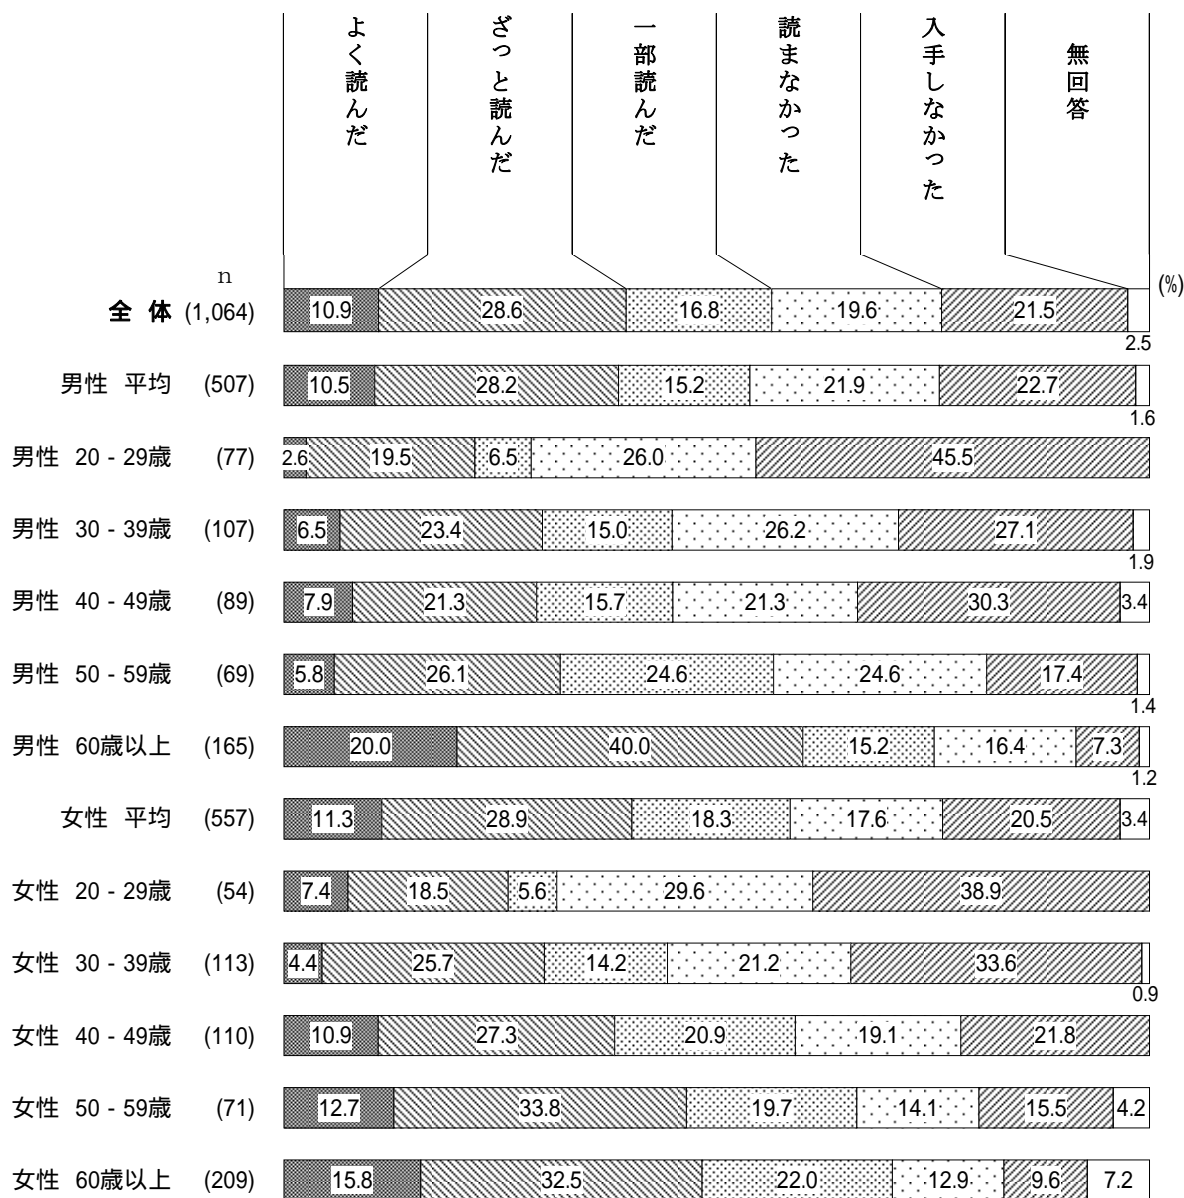 よく読んだ
ざっと読んだ
一部読んだ
読まなかった
入手しなかった
無回答
n
(%)
全 体 (1,064) 10.9 28.6 16.8 19.6 21.5 2.5
男性 平均 (507) 10.5 28.2 15.2 21.9 22.7 1.6
男性 20 - 29歳 (77) 2.6 19.5 6.5 26.0 45.5
男性 30 - 39歳 (107) 6.5 23.4 15.0 26.2 27.1 1.9
男性 40 - 49歳 (89) 7.9 21.3 15.7 21.3 30.3 3.4
男性 50 - 59歳 (69) 5.8 26.1 24.6 24.6 17.4 1.4
男性 60歳以上 (165) 20.0 40.0 15.2 16.4 7.3 1.2
女性 平均 (557) 11.3 28.9 18.3 17.6 20.5 3.4
女性 20 - 29歳 (54) 7.4 18.5 5.6 29.6 38.9
女性 30 - 39歳 (113) 4.4 25.7 14.2 21.2 33.6 0.9
女性 40 - 49歳 (110) 10.9 27.3 20.9 19.1 21.8
女性 50 - 59歳 (71) 12.7 33.8 19.7 14.1 15.5 4.2
女性 60歳以上 (209) 15.8 32.5 22.0 12.9 9.6 7.2